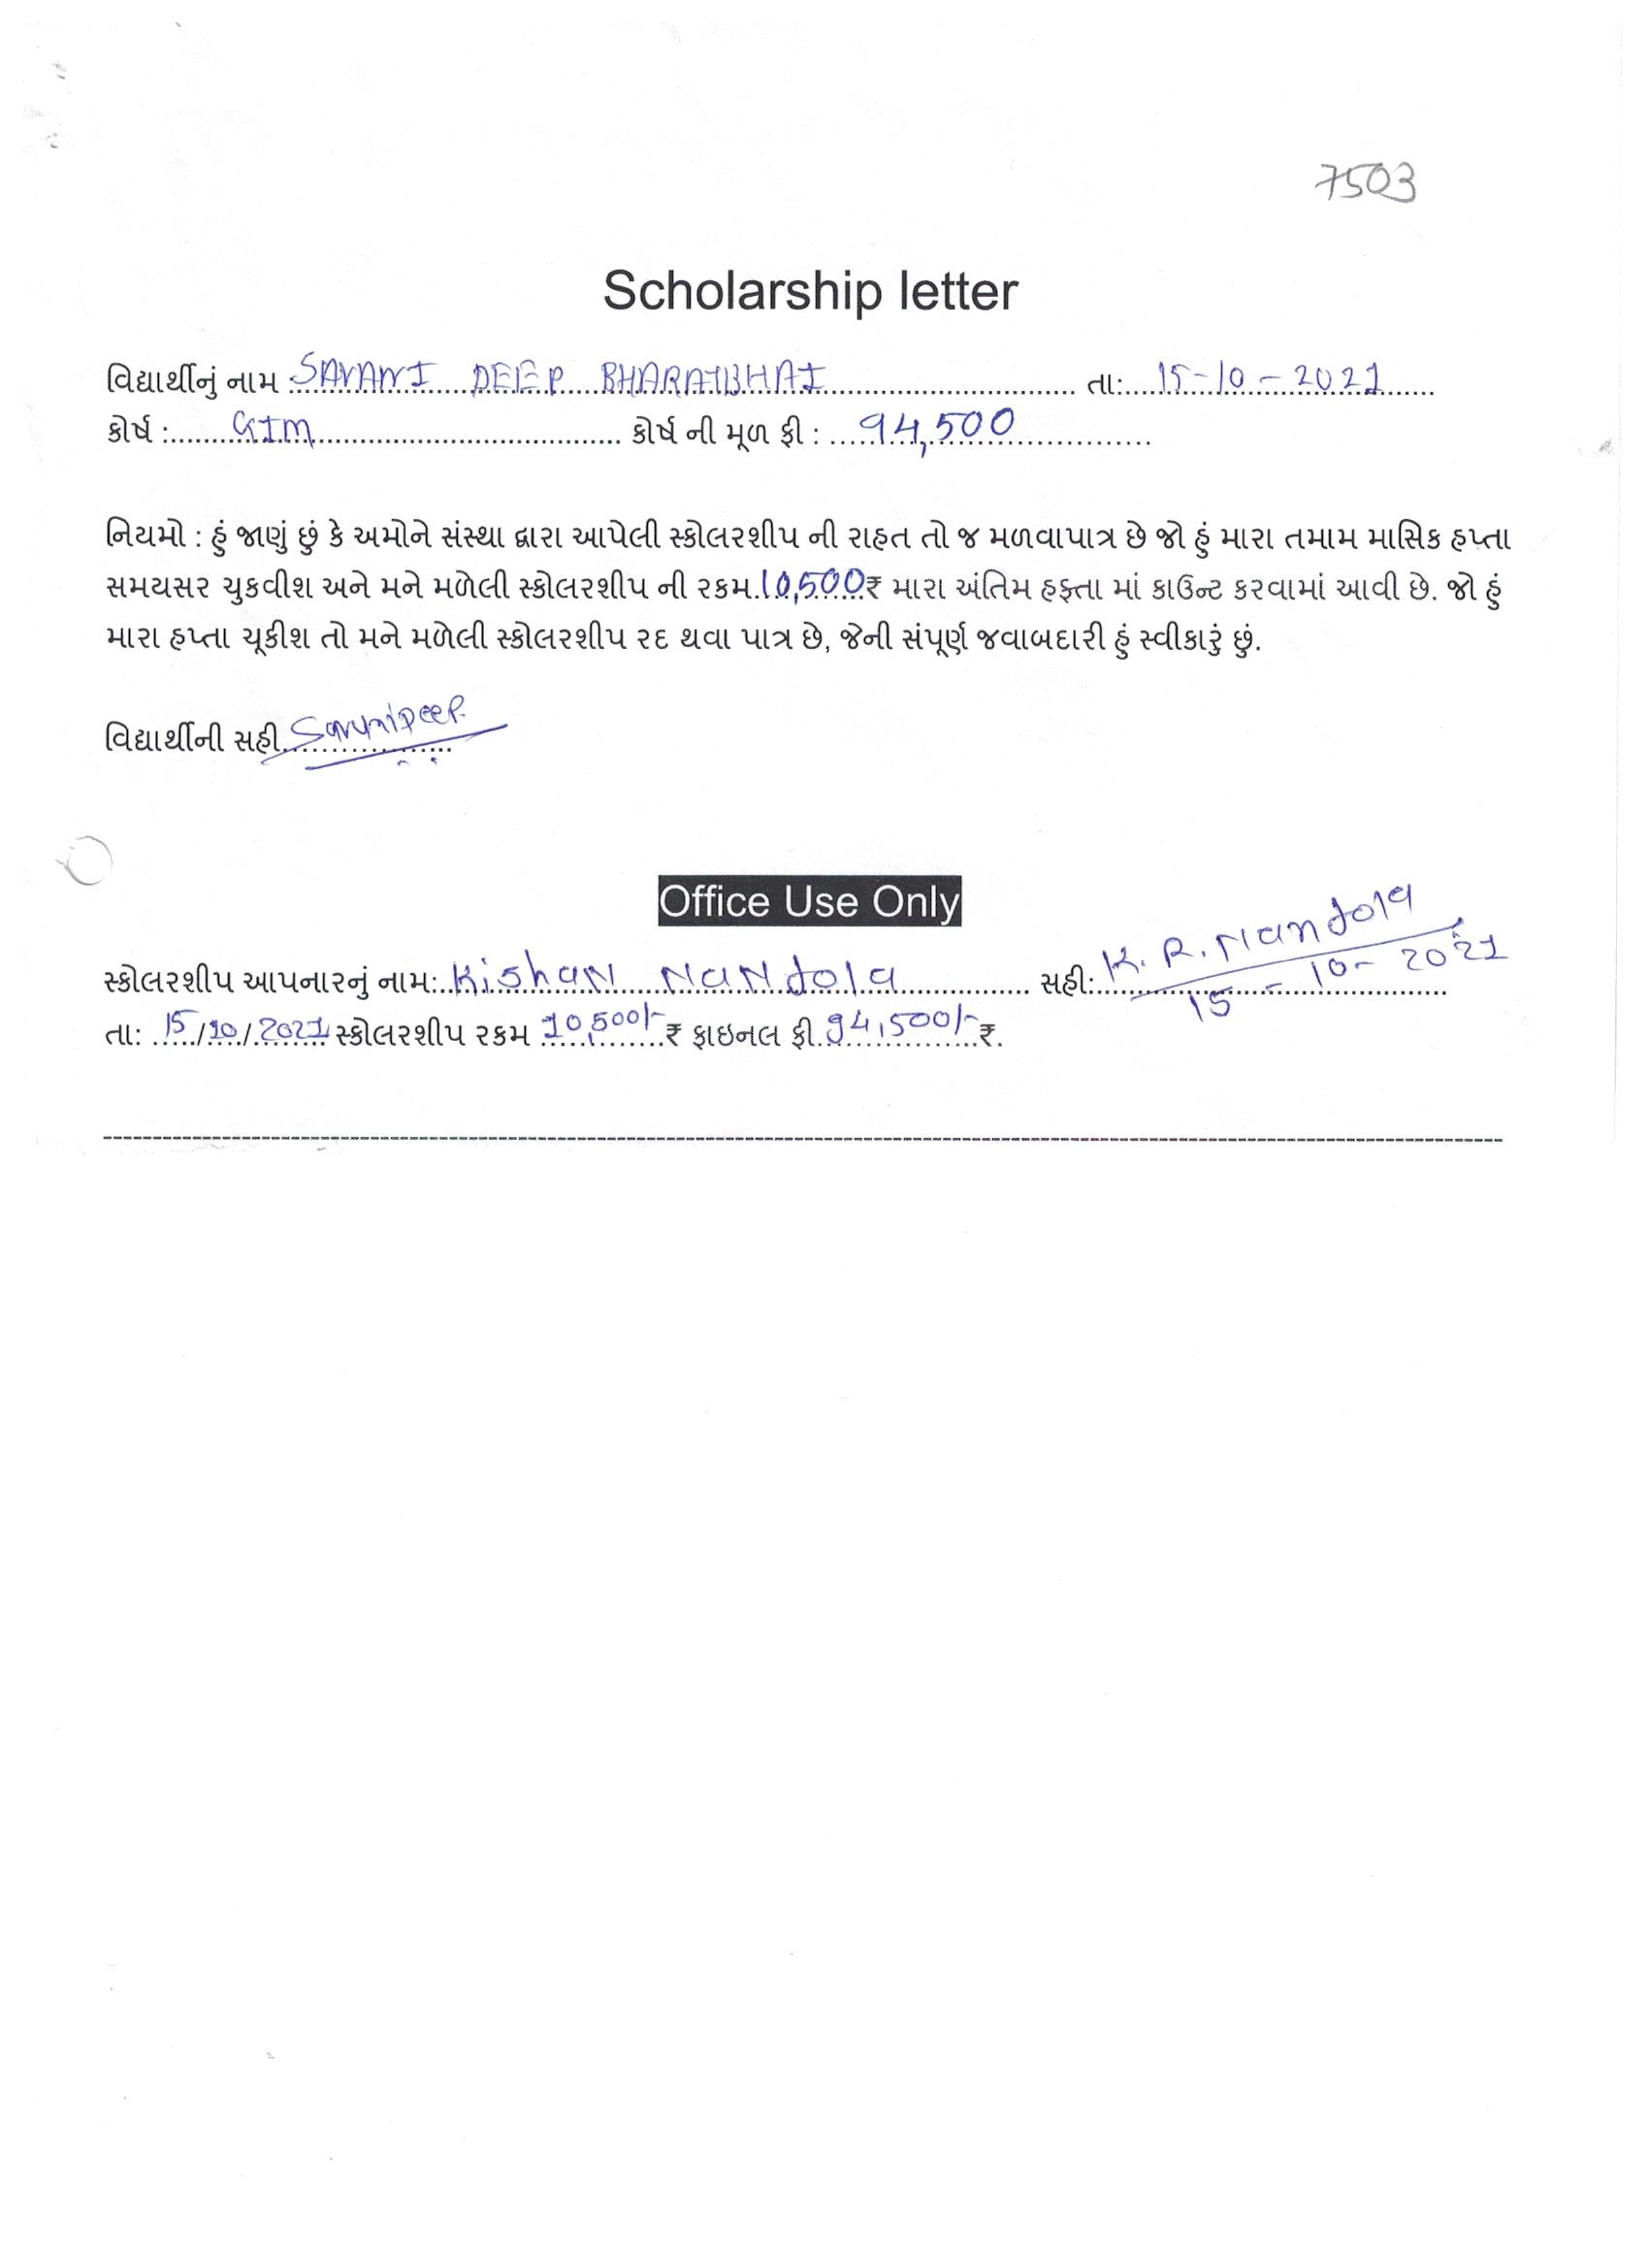 7503
Scholarship letter
વિદ્યાર્થીનું નામ : SAVANI DEEP BHARATBHAI તા: 15-10-2021
કોર્ષ : GIM કોર્ષ ની મૂળ ફી : 94,500
નિયમો : હું જાણું છું કે અમોને સંસ્થા દ્વારા આપેલી સ્કોલરશીપ ની રાહત તો જ મળવાપાત્ર છે જો હું મારા તમામ માસિક હપ્તા
સમયસર ચુકવીશ અને મને મળેલી સ્કોલરશીપ ની રકમ 10,500 ₹ મારા અંતિમ હફ્તા માં કાઉન્ટ કરવામાં આવી છે. જો હું
મારા હપ્તા ચૂકીશ તો મને મળેલી સ્કોલરશીપ રદ થવા પાત્ર છે, જેની સંપૂર્ણ જવાબદારી હું સ્વીકારું છું.
વિદ્યાર્થીની સહી SavaniDeep.
Office Use Only
સ્કોલરશીપ આપનારનું નામ: Kishan Nandola સહી: K. R. Nandola
15-10-2021
તા: 15/10/2021 સ્કોલરશીપ રકમ 10,500/- ₹ ફાઇનલ ફી 94,500/- ₹.